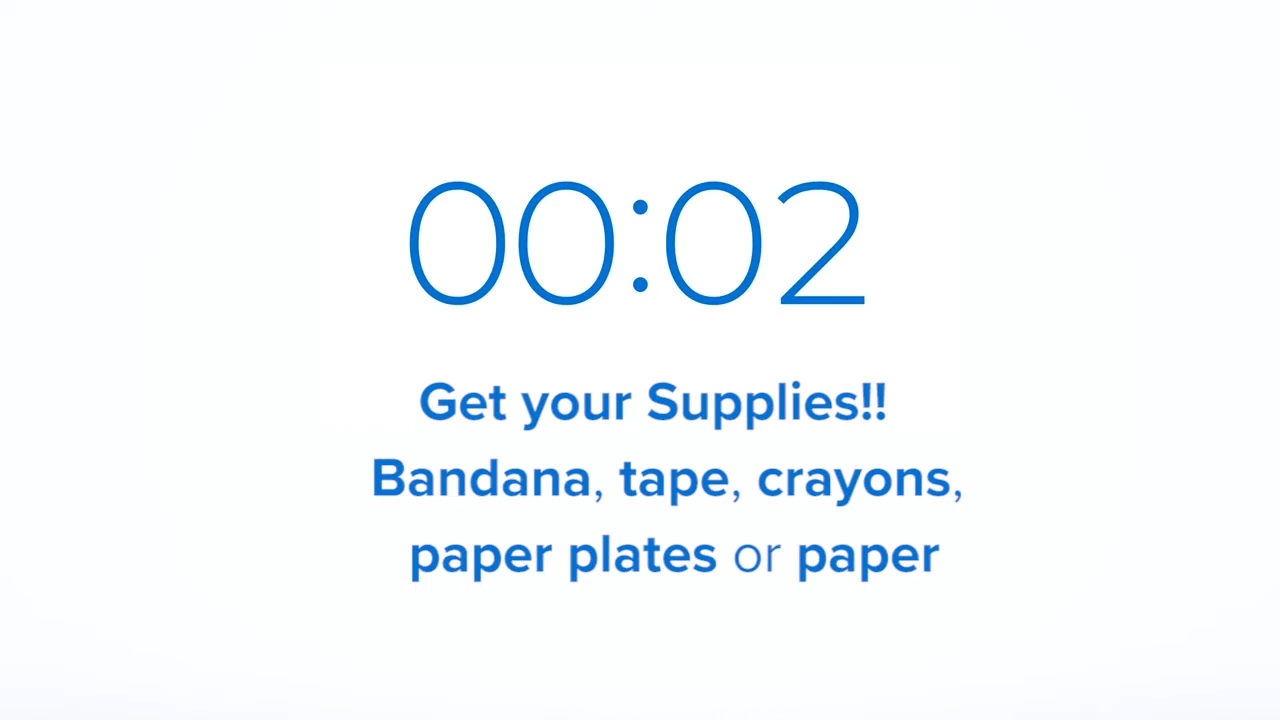 00:02
Get your Supplies!!
Bandana, tape, crayons,
paper plates or paper